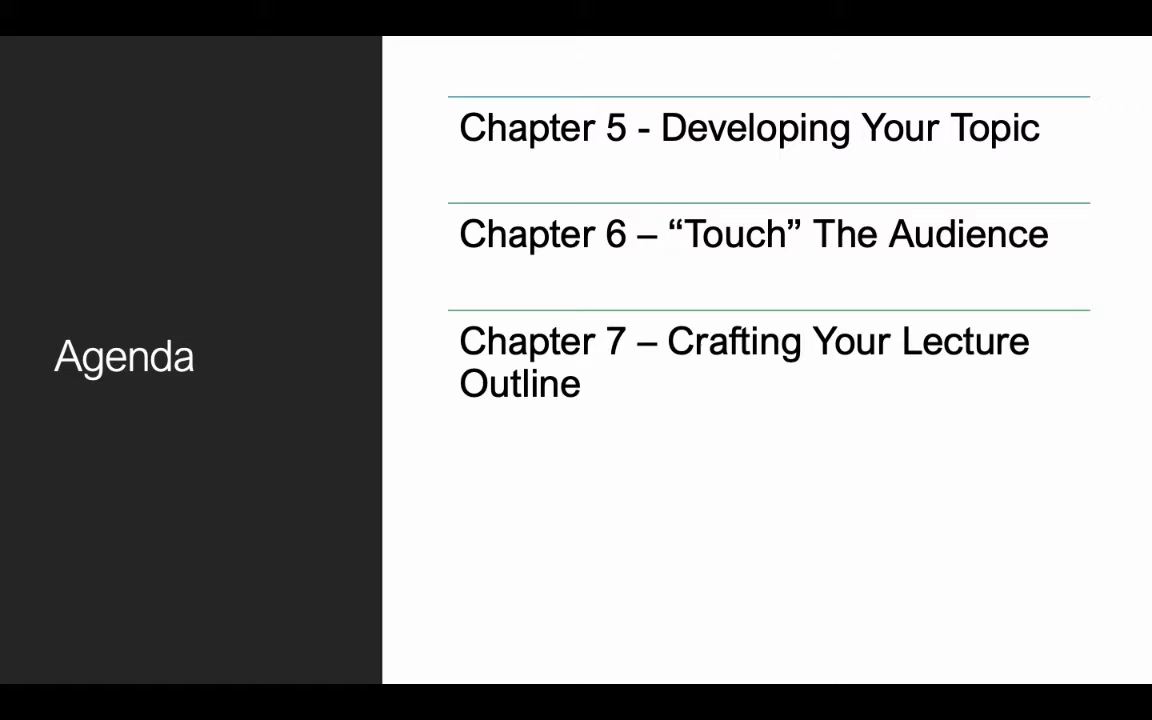 Agenda
Chapter 5 - Developing Your Topic
Chapter 6 – “Touch” The Audience
Chapter 7 – Crafting Your Lecture
Outline